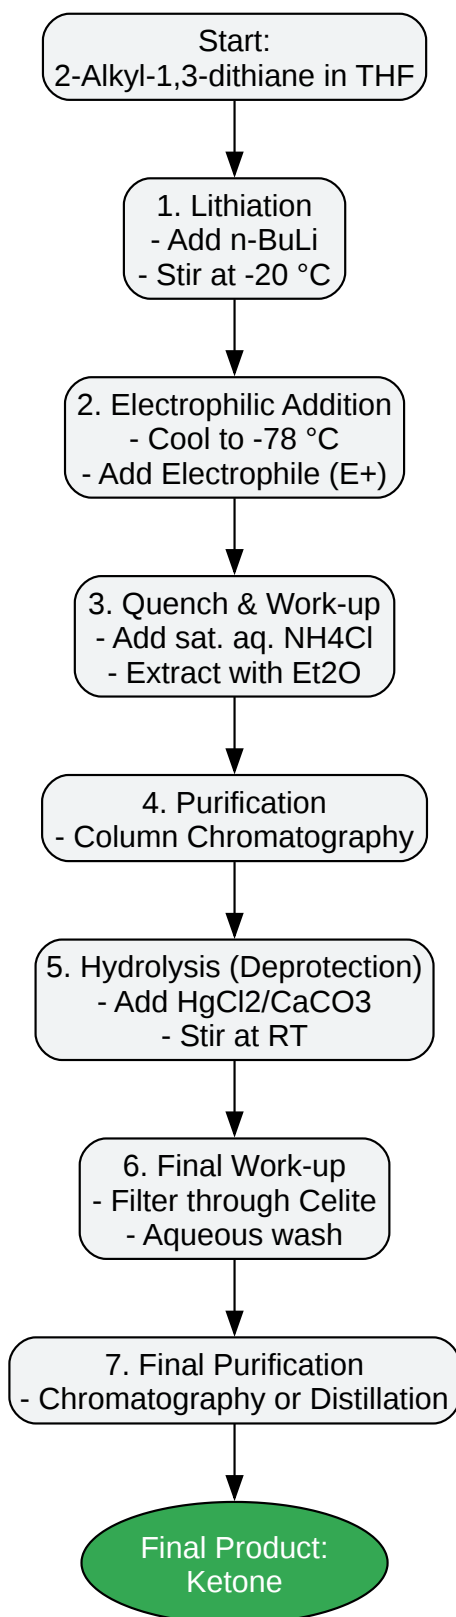 Start:
2-Alkyl-1,3-dithiane in THF
1. Lithiation
- Add n-BuLi
- Stir at -20 °C
2. Electrophilic Addition
- Cool to -78 °C
- Add Electrophile (E+)
3. Quench & Work-up
- Add sat. aq. NH4Cl
- Extract with Et2O
4. Purification
- Column Chromatography
5. Hydrolysis (Deprotection)
- Add HgCl2/CaCO3
- Stir at RT
6. Final Work-up
- Filter through Celite
- Aqueous wash
7. Final Purification
- Chromatography or Distillation
Final Product:
Ketone